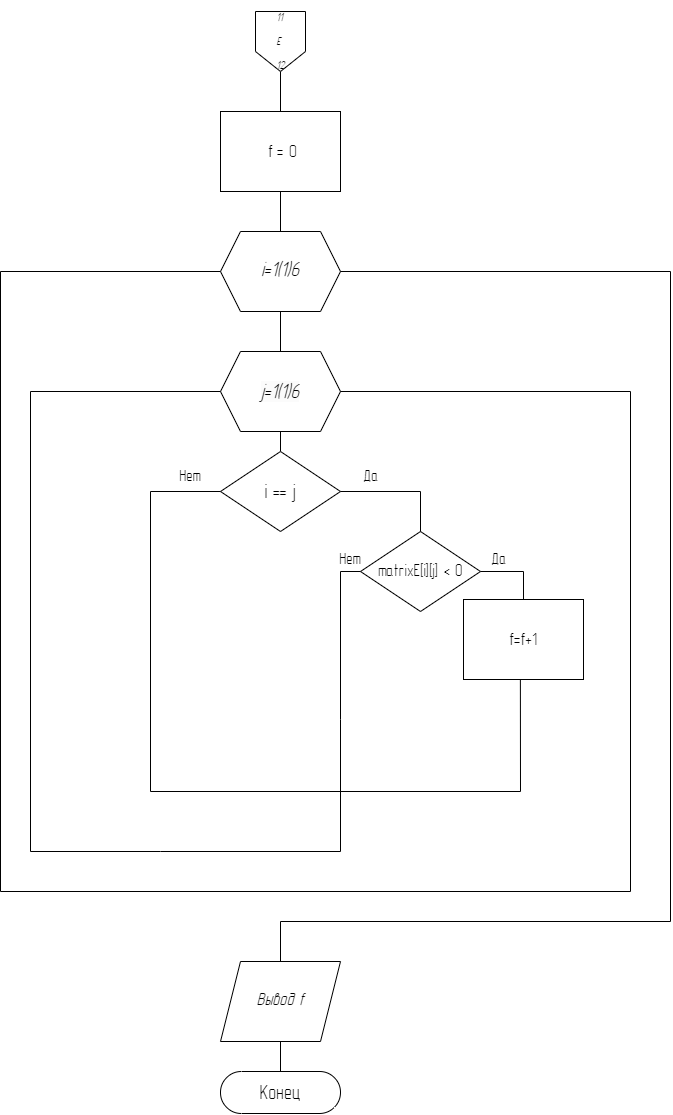 11
E
12
f = 0
i=1(1)6
j=1(1)6
Нет
Да
i == j
Нет
Да
matrixE[i][j] < 0
f=f+1
Вывод f
Конец